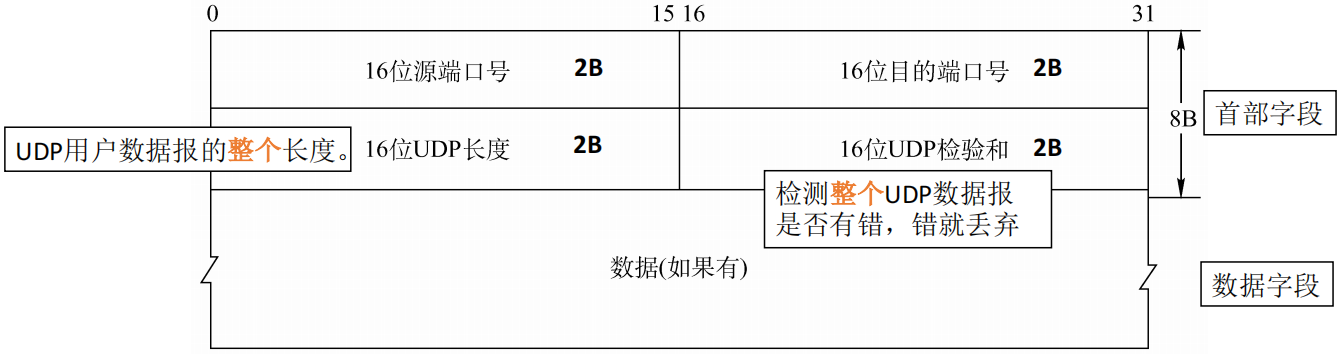 0 15 16 31
16位源端口号 2B 16位目的端口号 2B
8B 首部字段
UDP用户数据报的整个长度。 16位UDP长度 2B 16位UDP检验和 2B
检测整个UDP数据报
是否有错，错就丢弃
数据(如果有)
数据字段